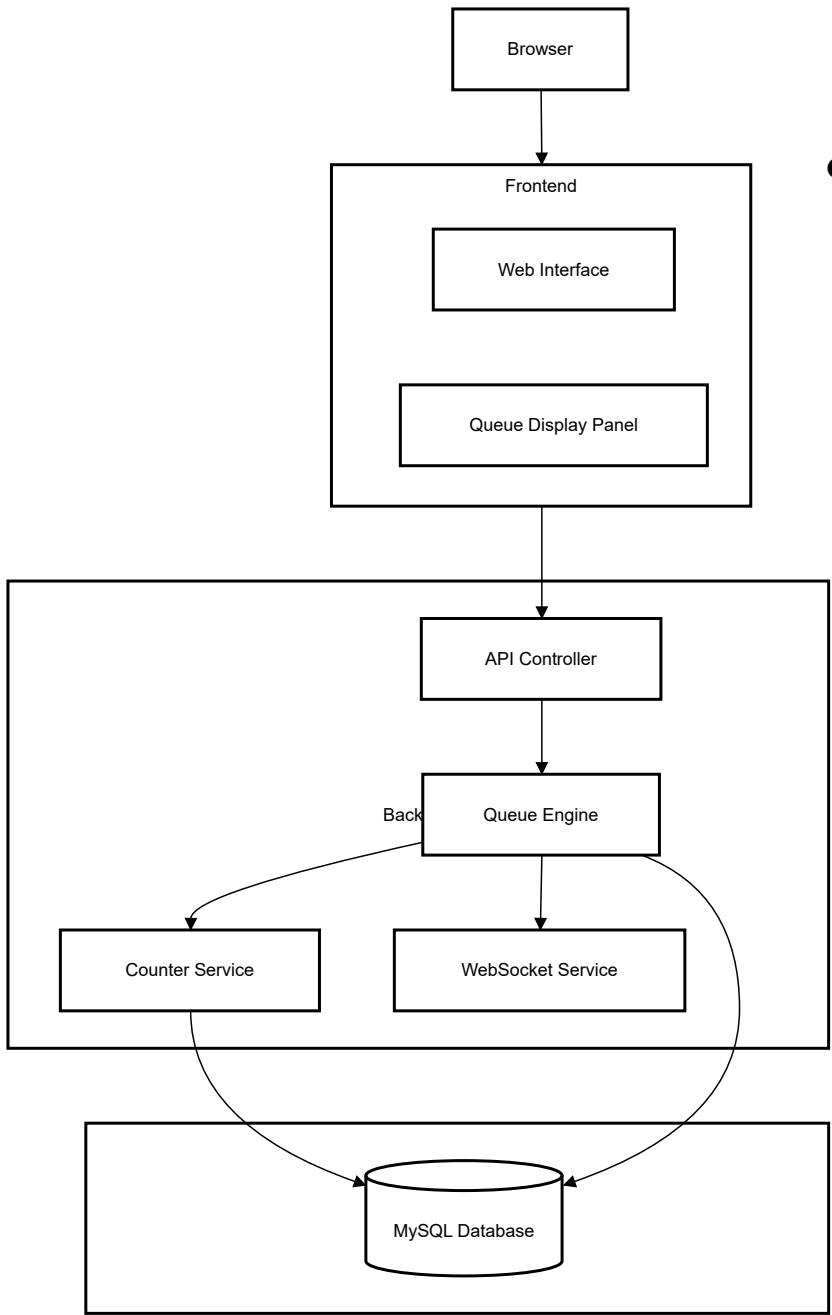 Browser
Frontend
Web Interface
Queue Display Panel
API Controller
Back
Queue Engine
Counter Service
WebSocket Service
MySQL Database